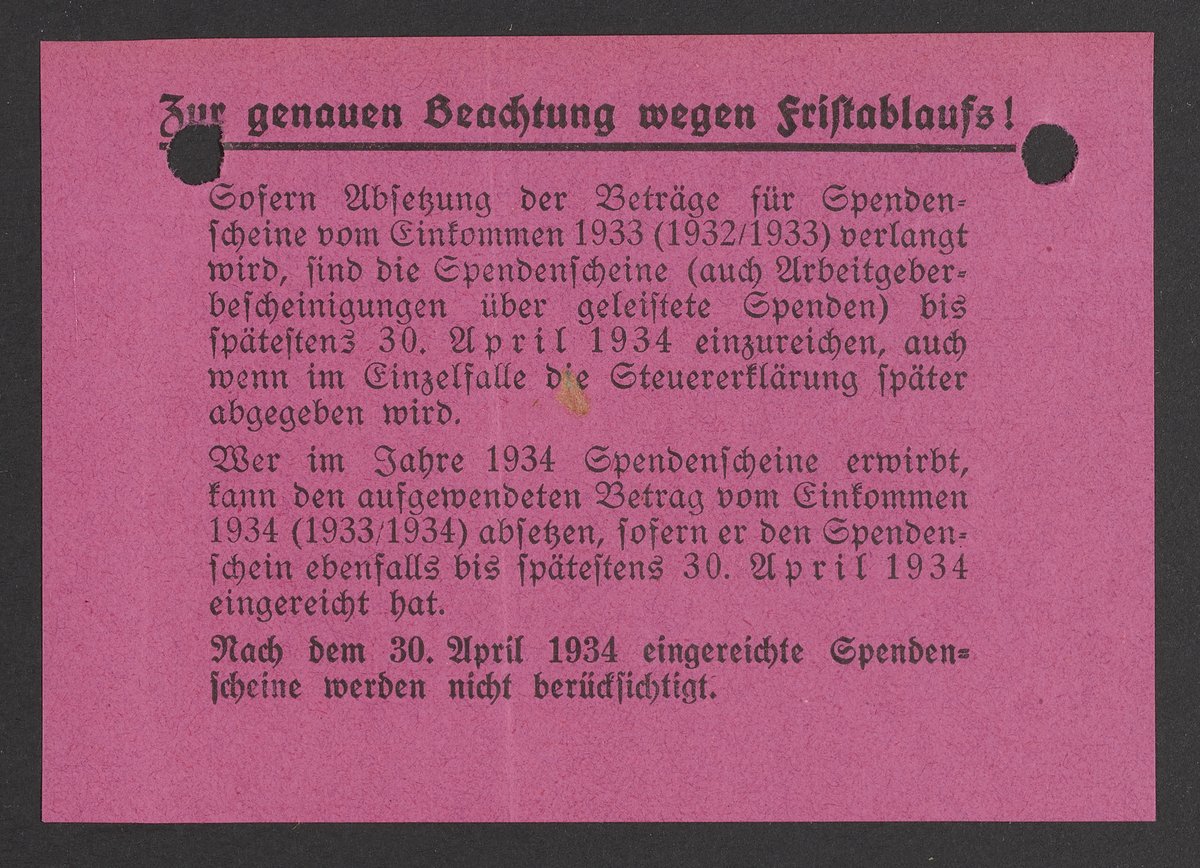 Zur genauen Beachtung wegen Fristablaufs!
Sofern Absetzung der Beträge für Spenden-
scheine vom Einkommen 1933 (1932/1933) verlangt
wird, sind die Spendenscheine (auch Arbeitgeber-
bescheinigungen über geleistete Spenden) bis
spätestens 30. April 1934 einzureichen, auch
wenn im Einzelfalle die Steuererklärung später
abgegeben wird.
Wer im Jahre 1934 Spendenscheine erwirbt,
kann den aufgewendeten Betrag vom Einkommen
1934 (1933/1934) absetzen, sofern er den Spenden-
schein ebenfalls bis spätestens 30. April 1934
eingereicht hat.
Nach dem 30. April 1934 eingereichte Spenden-
scheine werden nicht berücksichtigt.